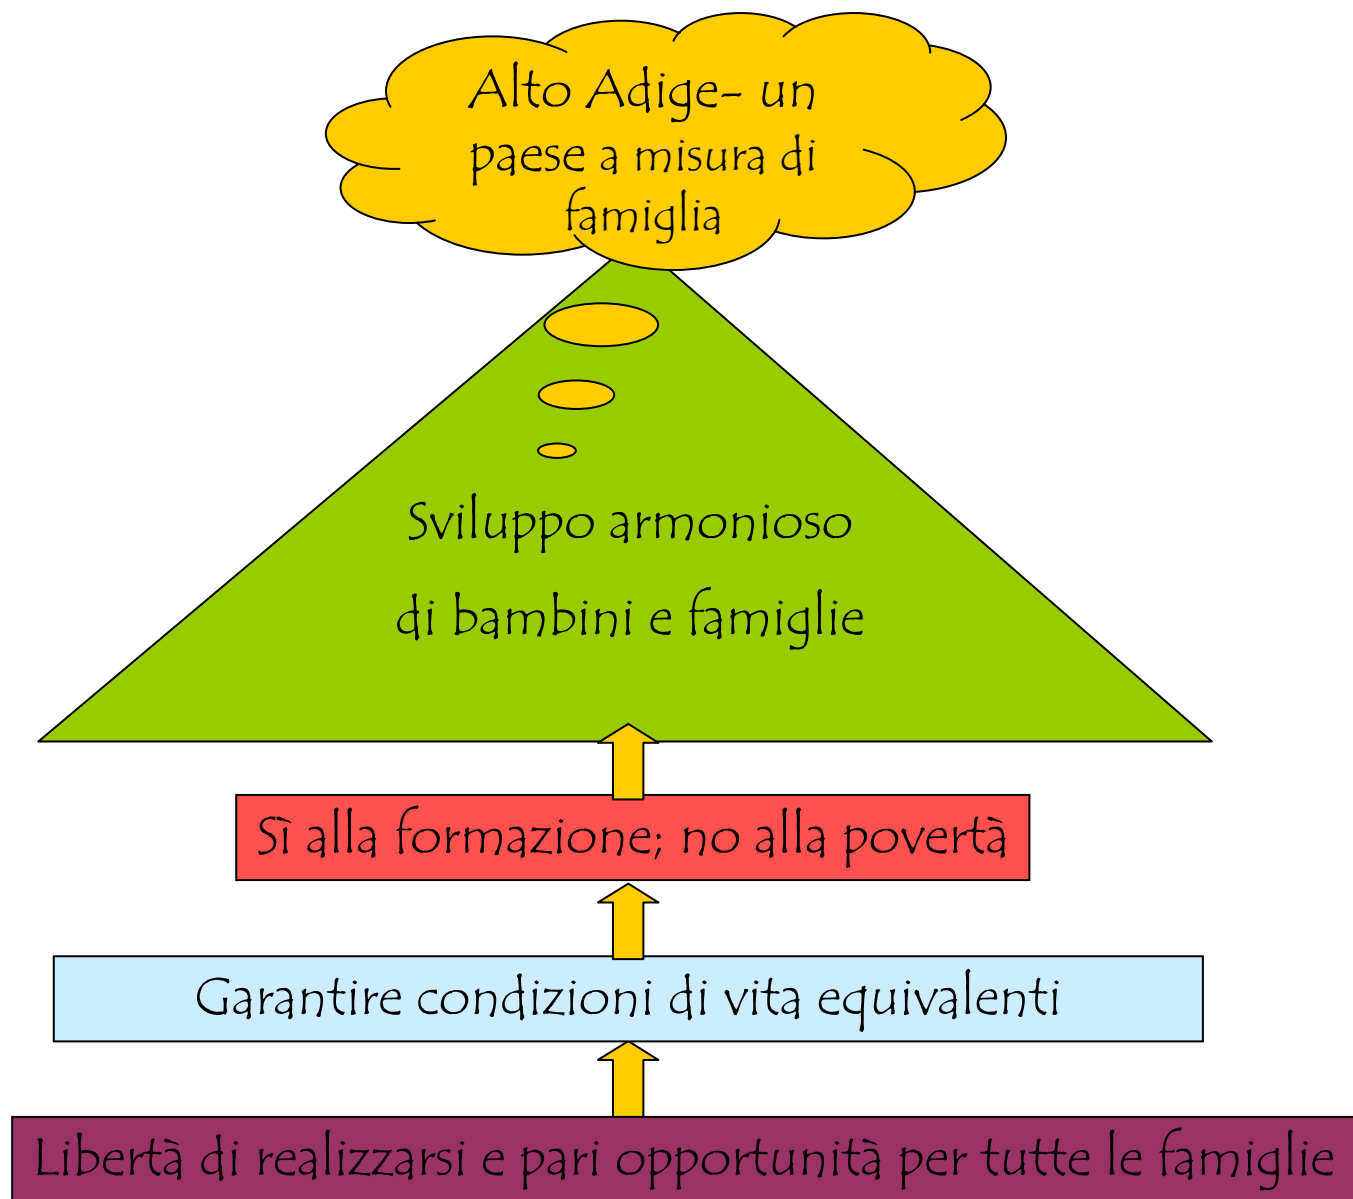 Alto Adige- un
paese a misura di
famiglia
Sviluppo armonioso
di bambini e famiglie
Sì alla formazione; no alla povertà
Garantire condizioni di vita equivalenti
Libertà di realizzarsi e pari opportunità per tutte le famiglie